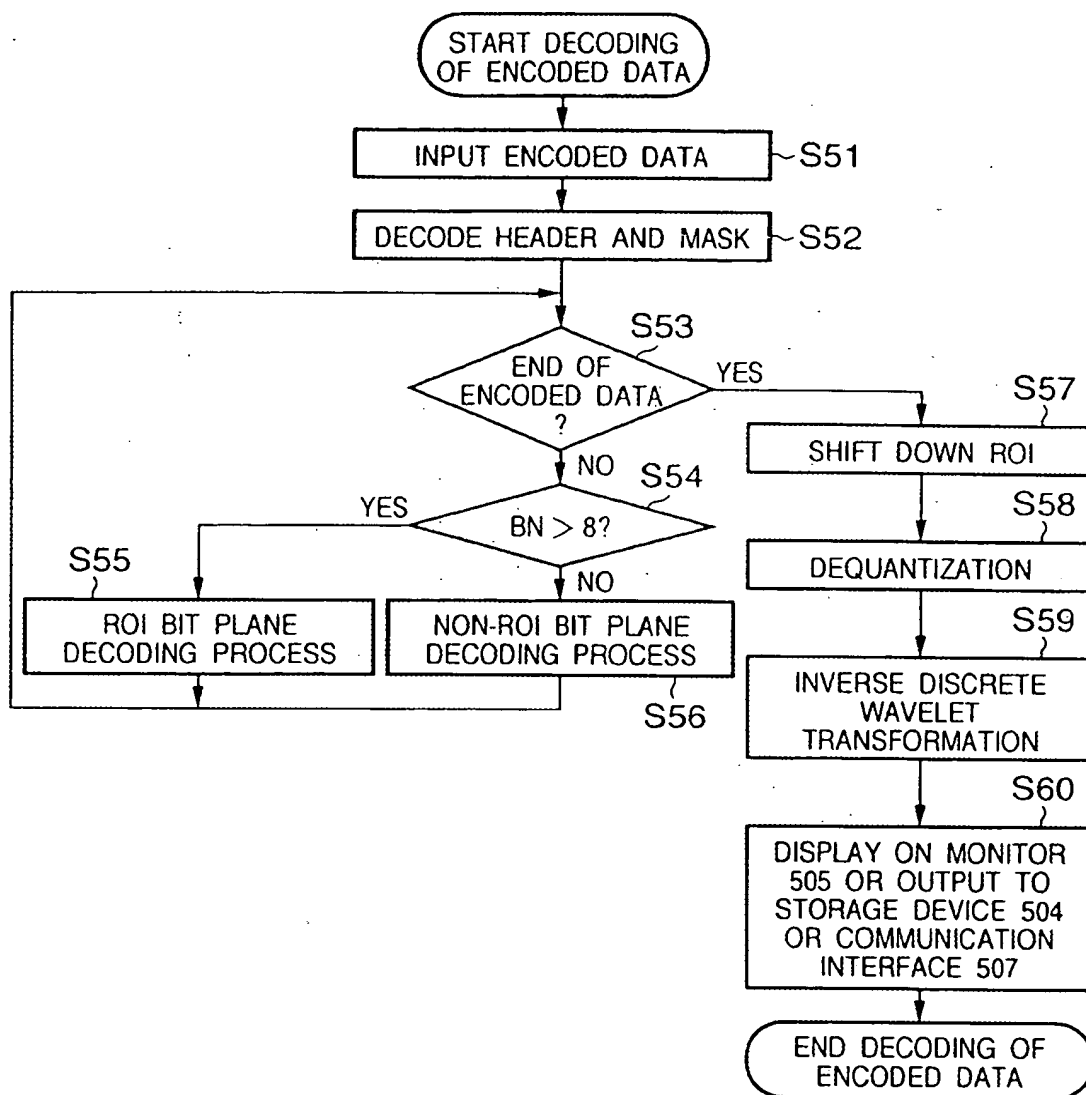 START DECODING
OF ENCODED DATA
INPUT ENCODED DATA
S51
DECODE HEADER AND MASK
S52
S53
END OF
ENCODED DATA
?
YES
NO
S54
BN > 8?
YES
NO
S55
ROI BIT PLANE
DECODING PROCESS
NON-ROI BIT PLANE
DECODING PROCESS
S56
S57
SHIFT DOWN ROI
S58
DEQUANTIZATION
S59
INVERSE DISCRETE
WAVELET
TRANSFORMATION
S60
DISPLAY ON MONITOR
505 OR OUTPUT TO
STORAGE DEVICE 504
OR COMMUNICATION
INTERFACE 507
END DECODING OF
ENCODED DATA